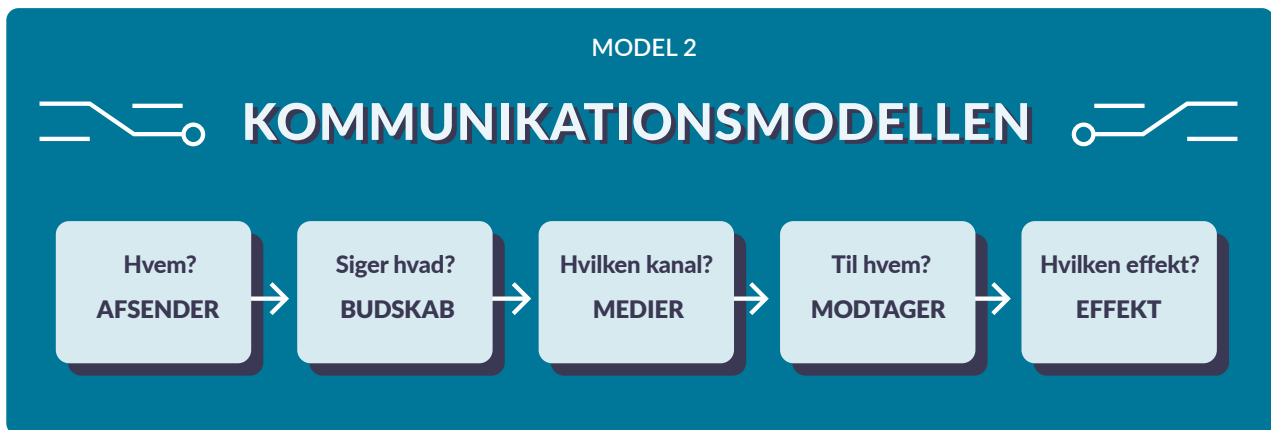 MODEL 2
KOMMUNIKATIONSMODELLEN
Hvem?
AFSENDER
Siger hvad?
BUDSKAB
Hvilken kanal?
MEDIER
Til hvem?
MODTAGER
Hvilken effekt?
EFFEKT